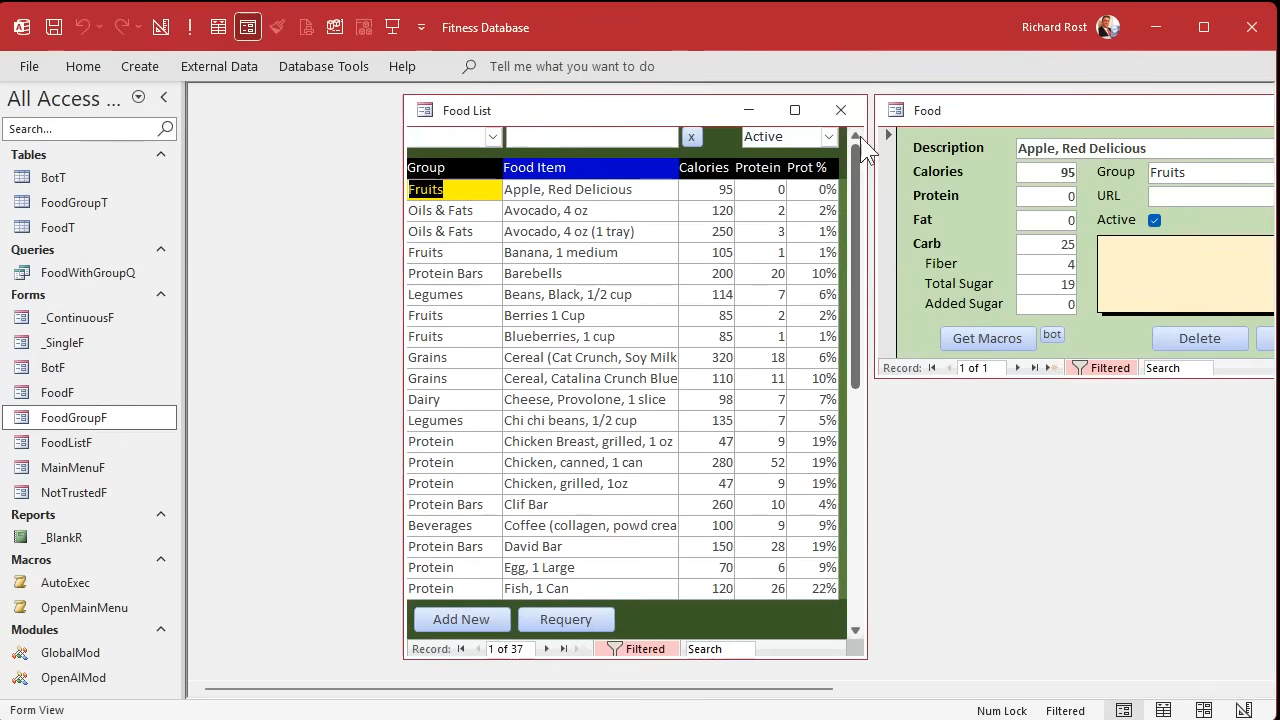 Fitness Database
Richard Rost
File Home Create External Data Database Tools Help Tell me what you want to do
All Access ...
Search...
Tables
BotT
FoodGroupT
FoodT
Queries
FoodWithGroupQ
Forms
_ContinuousF
_SingleF
BotF
FoodF
FoodGroupF
FoodListF
MainMenuF
NotTrustedF
Reports
_BlankR
Macros
AutoExec
OpenMainMenu
Modules
GlobalMod
OpenAIMod
Food List
x Active
Group Food Item Calories Protein Prot %
Fruits Apple, Red Delicious 95 0 0%
Oils & Fats Avocado, 4 oz 120 2 2%
Oils & Fats Avocado, 4 oz (1 tray) 250 3 1%
Fruits Banana, 1 medium 105 1 1%
Protein Bars Barebells 200 20 10%
Legumes Beans, Black, 1/2 cup 114 7 6%
Fruits Berries 1 Cup 85 2 2%
Fruits Blueberries, 1 cup 85 1 1%
Grains Cereal (Cat Crunch, Soy Milk 320 18 6%
Grains Cereal, Catalina Crunch Blue 110 11 10%
Dairy Cheese, Provolone, 1 slice 98 7 7%
Legumes Chi chi beans, 1/2 cup 135 7 5%
Protein Chicken Breast, grilled, 1 oz 47 9 19%
Protein Chicken, canned, 1 can 280 52 19%
Protein Chicken, grilled, 1oz 47 9 19%
Protein Bars Clif Bar 260 10 4%
Beverages Coffee (collagen, powd crea 100 9 9%
Protein Bars David Bar 150 28 19%
Protein Egg, 1 Large 70 6 9%
Protein Fish, 1 Can 120 26 22%
Add New Requery
Record: 1 of 37 Filtered Search
Food
Description Apple, Red Delicious
Calories 95 Group Fruits
Protein 0 URL
Fat 0 Active
Carb 25
Fiber 4
Total Sugar 19
Added Sugar 0
Get Macros bot Delete
Record: 1 of 1 Filtered Search
Form View Num Lock Filtered